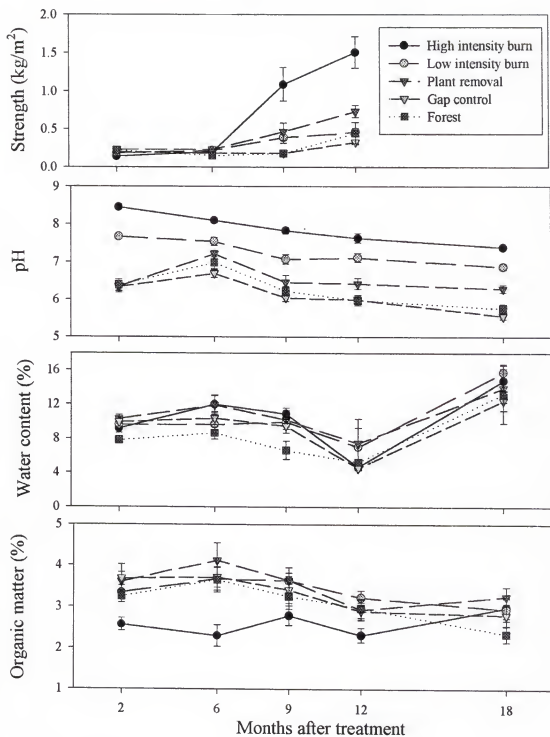 Strength (kg/m²)
2.0
1.5
1.0
0.5
0.0
High intensity burn
Low intensity burn
Plant removal
Gap control
Forest
pH
9
8
7
6
5
Water content (%)
16
12
8
4
0
Organic matter (%)
5
4
3
2
1
2
6
9
12
18
Months after treatment